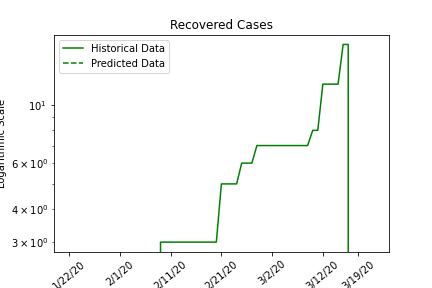 Recovered Cases
Historical Data
Predicted Data
Logarithmic Scale
10¹
6 × 10⁰
4 × 10⁰
3 × 10⁰
1/22/20
2/1/20
2/11/20
2/21/20
3/2/20
3/12/20
3/19/20